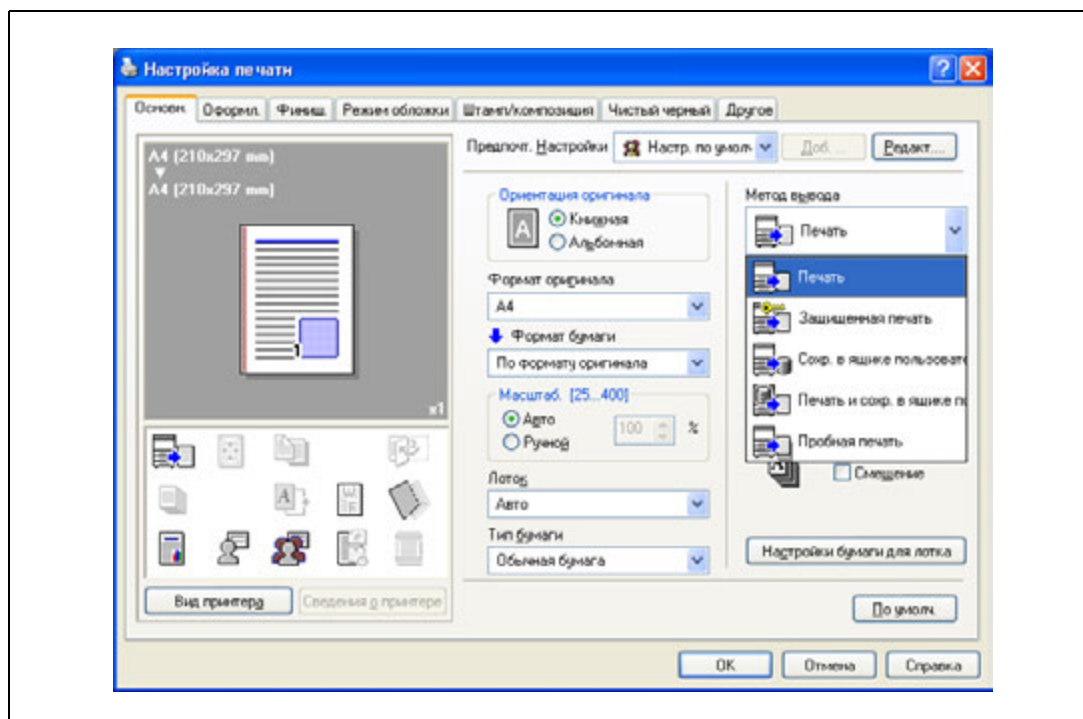 Настройка печати
Основн. Оформл. Финиш. Режим обложки Штамп/композиция Чистый черный Другое
A4 (210x297 mm)
A4 (210x297 mm)
1
x1
Вид принтера
Сведения о принтере
Предпочт. Настройки
Настр. по умол
Доб. ...
Редакт....
Ориентация оригинала
A
Книжная
Альбомная
Формат оригинала
A4
Формат бумаги
По формату оригинала
Масштаб. [25...400]
Авто
Ручной
100
%
Лоток
Авто
Тип бумаги
Обычная бумага
Метод вывода
Печать
Печать
Защищенная печать
Сохр. в ящике пользовате
Печать и сохр. в ящике п
Пробная печать
Смещение
Настройки бумаги для лотка
По умолч.
OK
Отмена
Справка